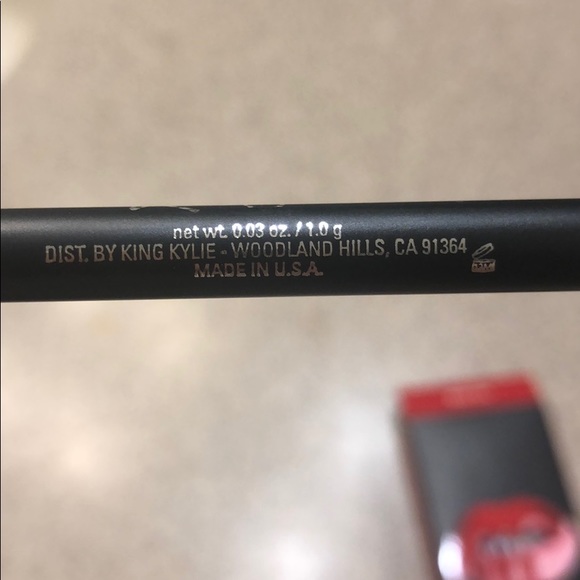 net wt. 0.03 oz. / 1.0 g
DIST. BY KING KYLIE - WOODLAND HILLS, CA 91364
MADE IN U.S.A.